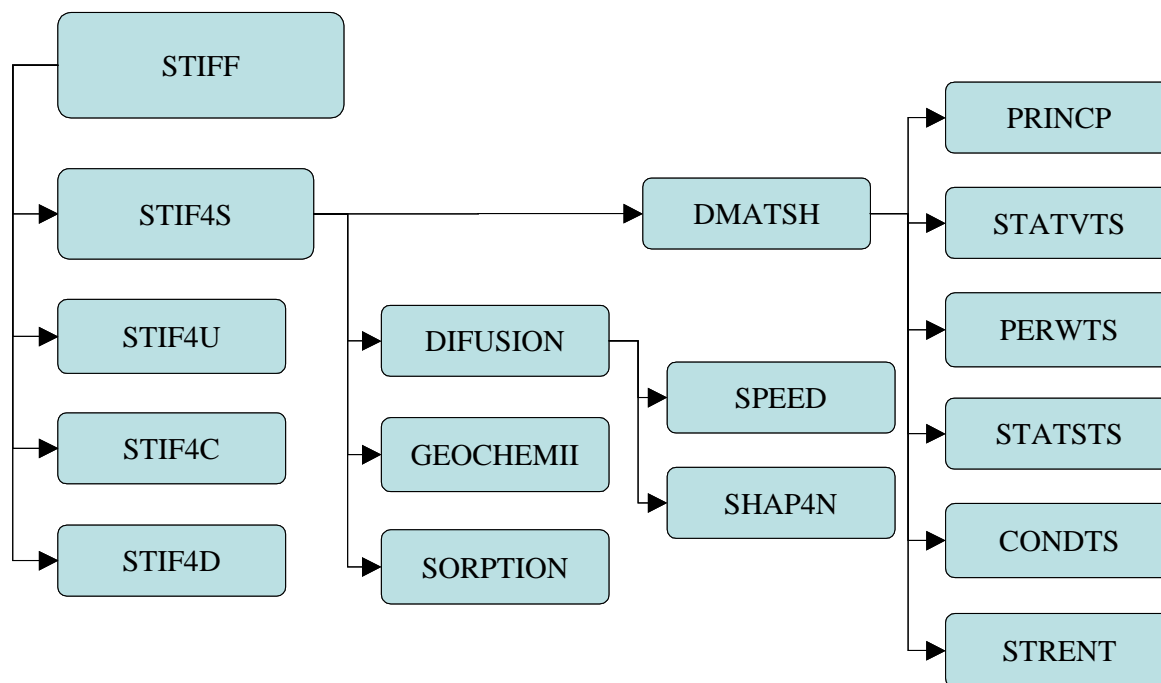 STIFF
STIF4S
STIF4U
STIF4C
STIF4D
DIFUSION
GEOCHEMII
SORPTION
DMATSH
SPEED
SHAP4N
PRINCP
STATVTS
PERWTS
STATSTS
CONDTS
STRENT